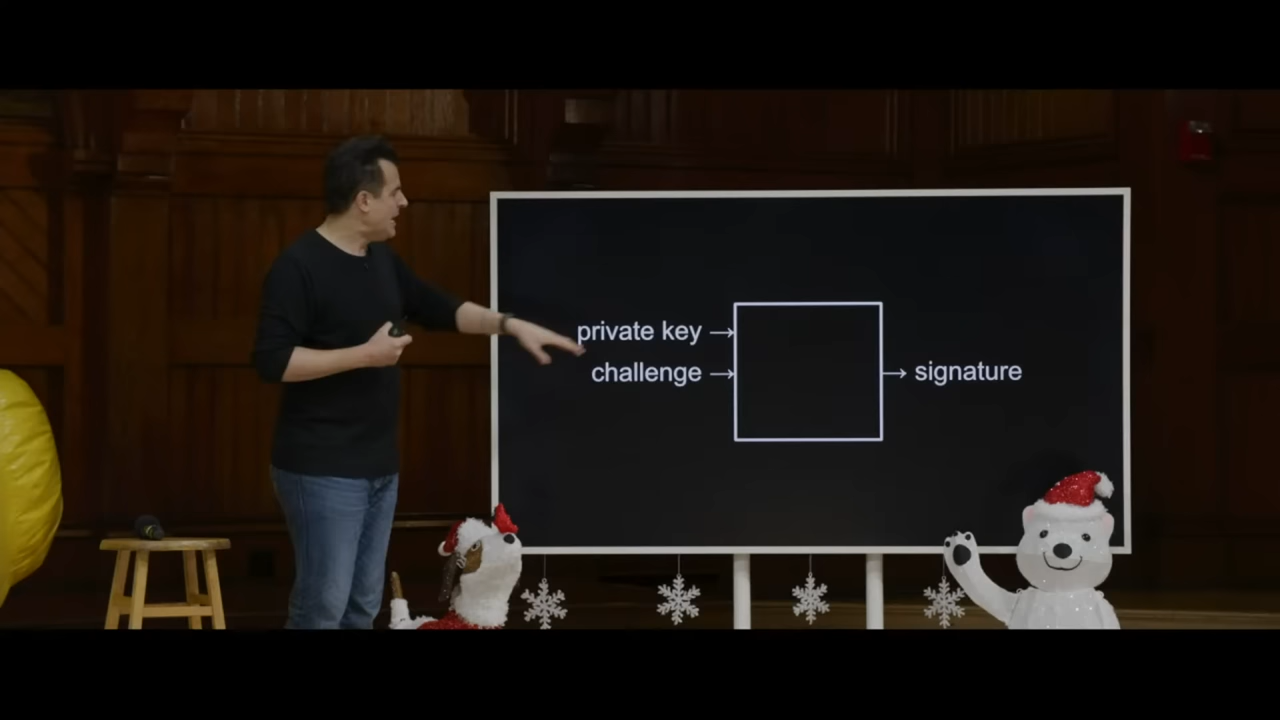 private key →
challenge →
→ signature